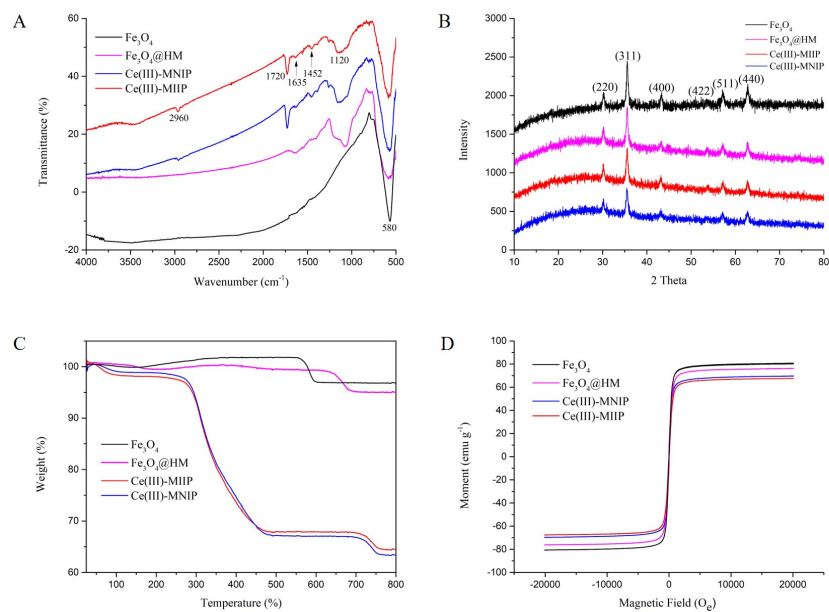 A
Fe3O4
Fe3O4@HM
Ce(III)-MNIP
Ce(III)-MIIP
1720
1635
1452
1120
2960
580
Transmittance (%)
60
40
20
0
-20
4000 3500 3000 2500 2000 1500 1000 500
Wavenumber (cm-1)
B
Fe3O4
Fe3O4@HM
Ce(III)-MIIP
Ce(III)-MNIP
(220)
(311)
(400)
(422)
(511)
(440)
Intensity
3000
2750
2500
2250
2000
1750
1500
1250
1000
750
500
250
0
10 20 30 40 50 60 70 80
2 Theta
C
Fe3O4
Fe3O4@HM
Ce(III)-MIIP
Ce(III)-MNIP
Weight (%)
100
90
80
70
60
100 200 300 400 500 600 700 800
Temperature (%)
D
Fe3O4
Fe3O4@HM
Ce(III)-MNIP
Ce(III)-MIIP
Moment (emu g-1)
100
80
60
40
20
0
-20
-40
-60
-80
-100
-20000 -10000 0 10000 20000
Magnetic Field (Oe)